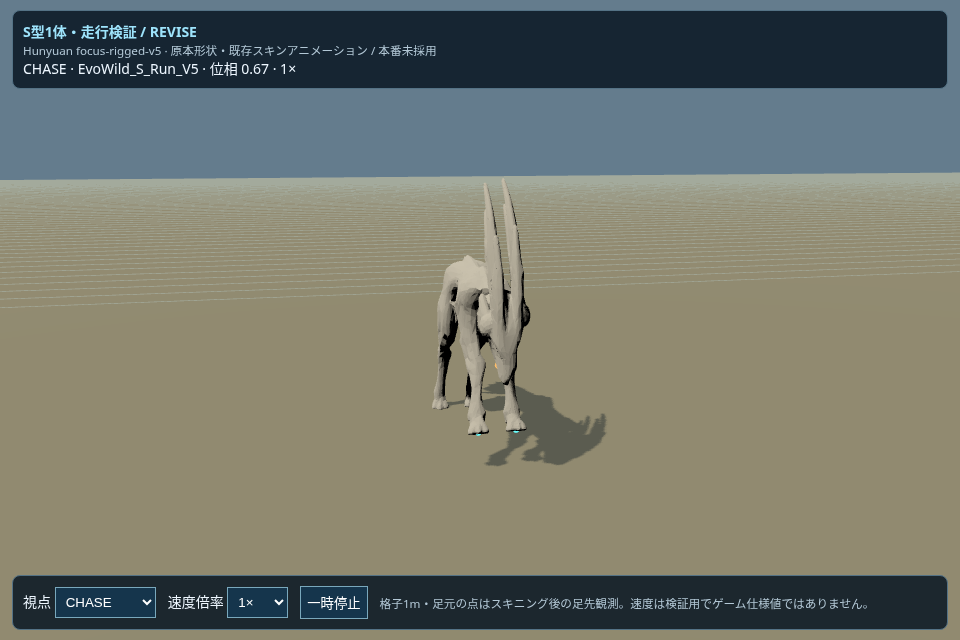 S型1体・走行検証 / REVISE
Hunyuan focus-rigged-v5 · 原本形状・既存スキンアニメーション / 本番未採用
CHASE · EvoWild_S_Run_V5 · 位相 0.67 · 1×
視点 CHASE 速度倍率 1× 一時停止 格子1m・足元の点はスキニング後の足先観測。速度は検証用でゲーム仕様値ではありません。